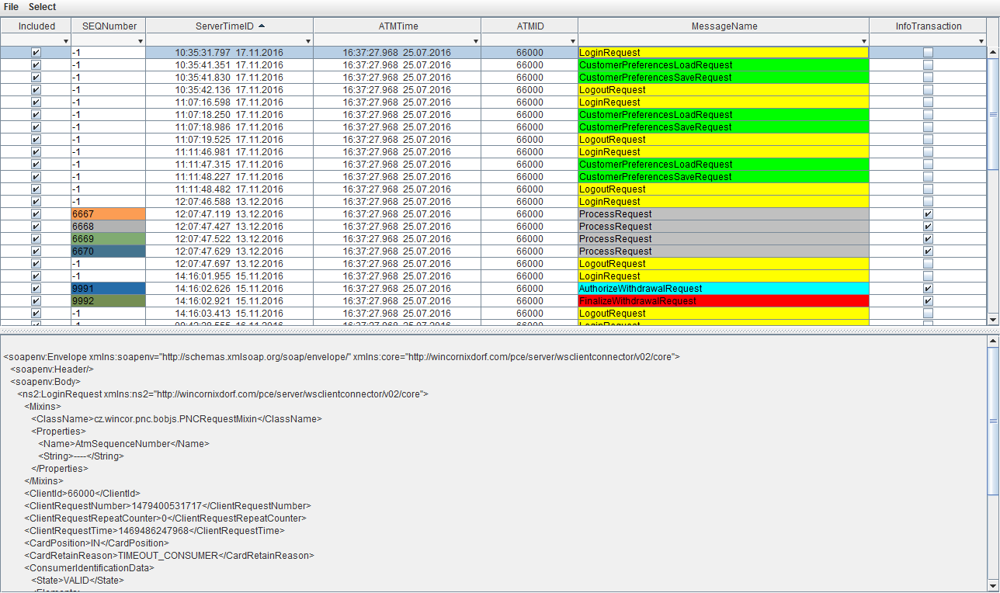 File Select
Included SEQNumber ServerTimeID ATMTime ATMID MessageName InfoTransaction
-1 10:35:31.797 17.11.2016 16:37:27.968 25.07.2016 66000 LoginRequest
-1 10:35:41.351 17.11.2016 16:37:27.968 25.07.2016 66000 CustomerPreferencesLoadRequest
-1 10:35:41.830 17.11.2016 16:37:27.968 25.07.2016 66000 CustomerPreferencesSaveRequest
-1 10:35:42.136 17.11.2016 16:37:27.968 25.07.2016 66000 LogoutRequest
-1 11:07:16.598 17.11.2016 16:37:27.968 25.07.2016 66000 LoginRequest
-1 11:07:18.250 17.11.2016 16:37:27.968 25.07.2016 66000 CustomerPreferencesLoadRequest
-1 11:07:18.986 17.11.2016 16:37:27.968 25.07.2016 66000 CustomerPreferencesSaveRequest
-1 11:07:19.525 17.11.2016 16:37:27.968 25.07.2016 66000 LogoutRequest
-1 11:11:46.981 17.11.2016 16:37:27.968 25.07.2016 66000 LoginRequest
-1 11:11:47.315 17.11.2016 16:37:27.968 25.07.2016 66000 CustomerPreferencesLoadRequest
-1 11:11:48.227 17.11.2016 16:37:27.968 25.07.2016 66000 CustomerPreferencesSaveRequest
-1 11:11:48.482 17.11.2016 16:37:27.968 25.07.2016 66000 LogoutRequest
-1 12:07:46.588 13.12.2016 16:37:27.968 25.07.2016 66000 LoginRequest
6667 12:07:47.119 13.12.2016 16:37:27.968 25.07.2016 66000 ProcessRequest
6668 12:07:47.427 13.12.2016 16:37:27.968 25.07.2016 66000 ProcessRequest
6669 12:07:47.522 13.12.2016 16:37:27.968 25.07.2016 66000 ProcessRequest
6670 12:07:47.629 13.12.2016 16:37:27.968 25.07.2016 66000 ProcessRequest
-1 12:07:47.697 13.12.2016 16:37:27.968 25.07.2016 66000 LogoutRequest
-1 14:16:01.955 15.11.2016 16:37:27.968 25.07.2016 66000 LoginRequest
9991 14:16:02.626 15.11.2016 16:37:27.968 25.07.2016 66000 AuthorizeWithdrawalRequest
9992 14:16:02.921 15.11.2016 16:37:27.968 25.07.2016 66000 FinalizeWithdrawalRequest
-1 14:16:03.413 15.11.2016 16:37:27.968 25.07.2016 66000 LogoutRequest
<soapenv:Envelope xmlns:soapenv="http://schemas.xmlsoap.org/soap/envelope/" xmlns:core="http://wincornixdorf.com/pce/server/wsclientconnector/v02/core">
<soapenv:Header/>
<soapenv:Body>
<ns2:LoginRequest xmlns:ns2="http://wincornixdorf.com/pce/server/wsclientconnector/v02/core">
<Mixins>
<ClassName>cz.wincor.pnc.bobjs.PNCRequestMixin</ClassName>
<Properties>
<Name>AtmSequenceNumber</Name>
<String>----</String>
</Properties>
</Mixins>
<ClientId>66000</ClientId>
<ClientRequestNumber>1479400531717</ClientRequestNumber>
<ClientRequestRepeatCounter>0</ClientRequestRepeatCounter>
<ClientRequestTime>1469486247968</ClientRequestTime>
<CardPosition>IN</CardPosition>
<CardRetainReason>TIMEOUT_CONSUMER</CardRetainReason>
<ConsumerIdentificationData>
<State>VALID</State>